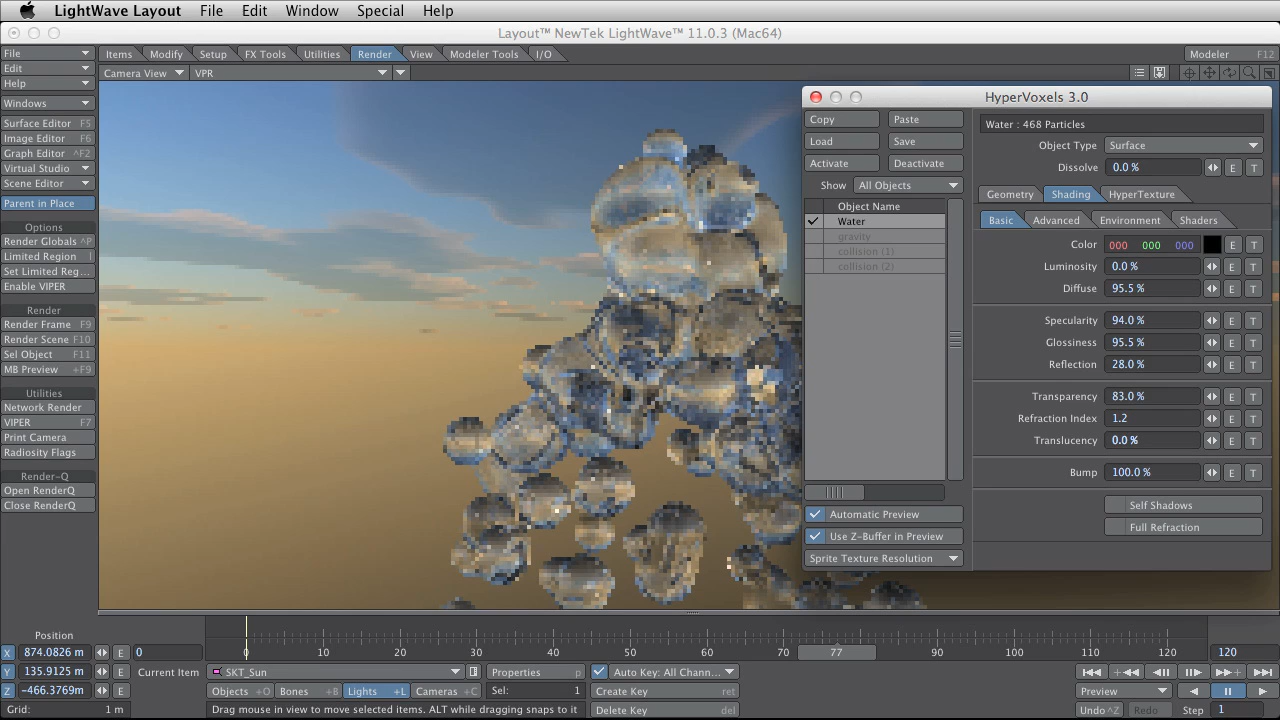 LightWave Layout File Edit Window Special Help
Layout™ NewTek LightWave™ 11.0.3 (Mac64)
File
Edit
Help
Windows
Surface Editor F5
Image Editor F6
Graph Editor ^F2
Virtual Studio
Scene Editor
Parent in Place
Options
Render Globals ^P
Limited Region l
Set Limited Reg...
Enable VIPER
Render
Render Frame F9
Render Scene F10
Sel Object F11
MB Preview +F9
Utilities
Network Render
VIPER F7
Print Camera
Radiosity Flags
Render-Q
Open RenderQ
Close RenderQ
Items Modify Setup FX Tools Utilities Render View Modeler Tools I/O
Modeler F12
Camera View VPR
HyperVoxels 3.0
Copy Paste
Load Save
Activate Deactivate
Show All Objects
Object Name
Water
gravity
collision (1)
collision (2)
Automatic Preview
Use Z-Buffer in Preview
Sprite Texture Resolution
Water : 468 Particles
Object Type Surface
Dissolve 0.0 % E T
Geometry Shading HyperTexture
Basic Advanced Environment Shaders
Color 000 000 000 E T
Luminosity 0.0 % E T
Diffuse 95.5 % E T
Specularity 94.0 % E T
Glossiness 95.5 % E T
Reflection 28.0 % E T
Transparency 83.0 % E T
Refraction Index 1.2 E T
Translucency 0.0 % E T
Bump 100.0 % E T
Self Shadows
Full Refraction
Position
X 874.0826 m E
Y 135.9125 m E
Z -466.3769m E
Grid: 1 m
0 10 20 30 40 50 60 70 77 80 90 100 110 120
0
120
Current Item SKT_Sun Properties p Auto Key: All Chann...
Objects +O Bones +B Lights +L Cameras +C Sel: 1 Create Key ret
Drag mouse in view to move selected items. ALT while dragging snaps to it
Delete Key del
Preview
Undo ^Z Redo Step 1